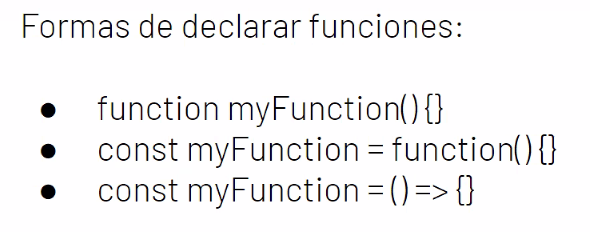 Formas de declarar funciones:
● function myFunction(){}
● const myFunction = function(){}
● const myFunction = () => {}